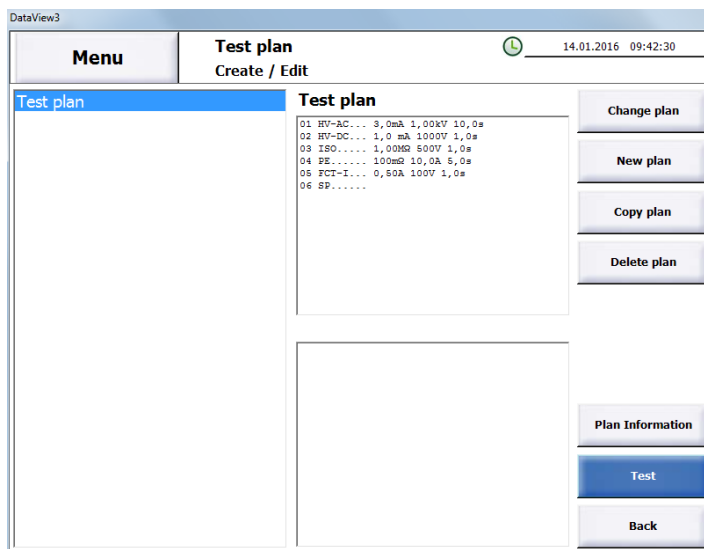 DataView3
Menu
Test plan
Create / Edit
14.01.2016 09:42:30
Test plan
Test plan
01 HV-AC... 3,0mA 1,00kV 10,0s
02 HV-DC... 1,0 mA 1000V 1,0s
03 ISO..... 1,00MΩ 500V 1,0s
04 PE...... 100mΩ 10,0A 5,0s
05 FCT-I... 0,50A 100V 1,0s
06 SP......
Change plan
New plan
Copy plan
Delete plan
Plan Information
Test
Back